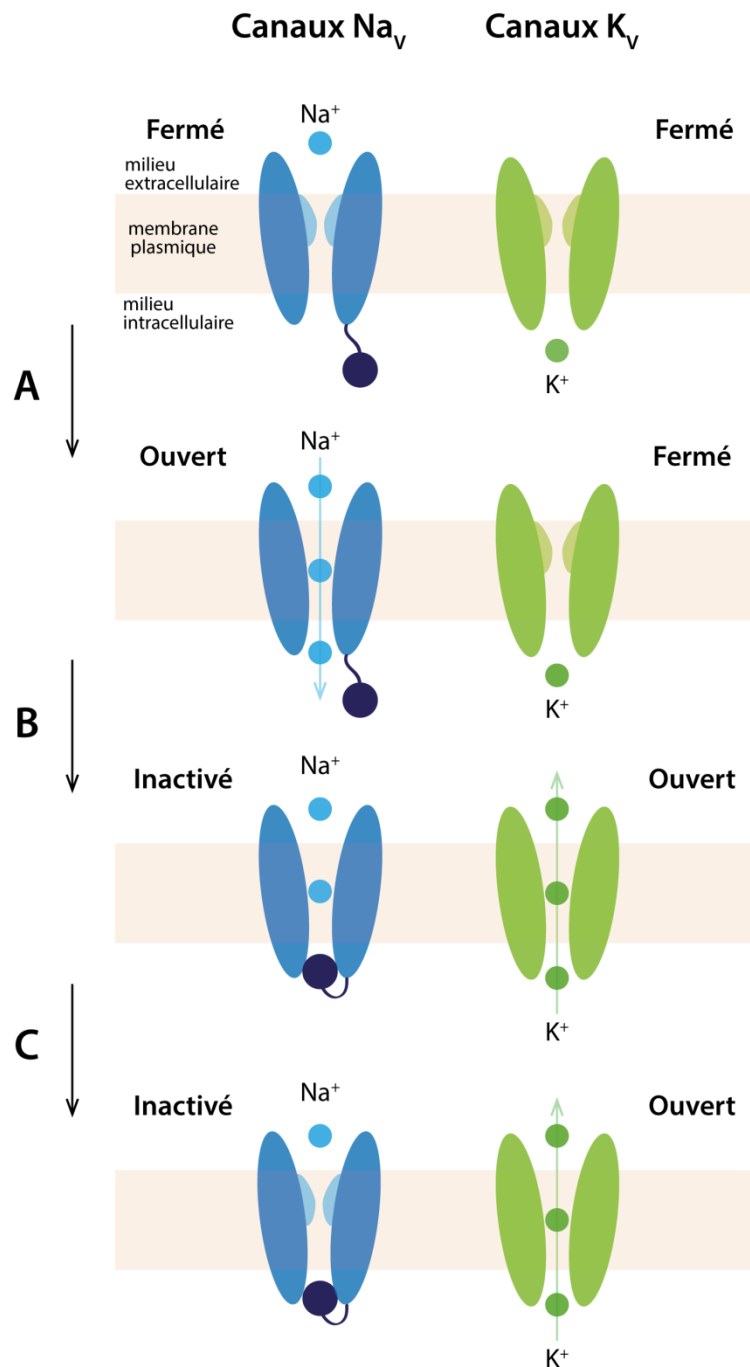 Canaux Naᵥ
Canaux Kᵥ
Na⁺
Fermé
Fermé
milieu
extracellulaire
membrane
plasmique
milieu
intracellulaire
K⁺
A
Na⁺
Ouvert
Fermé
K⁺
B
Na⁺
Inactivé
Ouvert
K⁺
C
Na⁺
Inactivé
Ouvert
K⁺